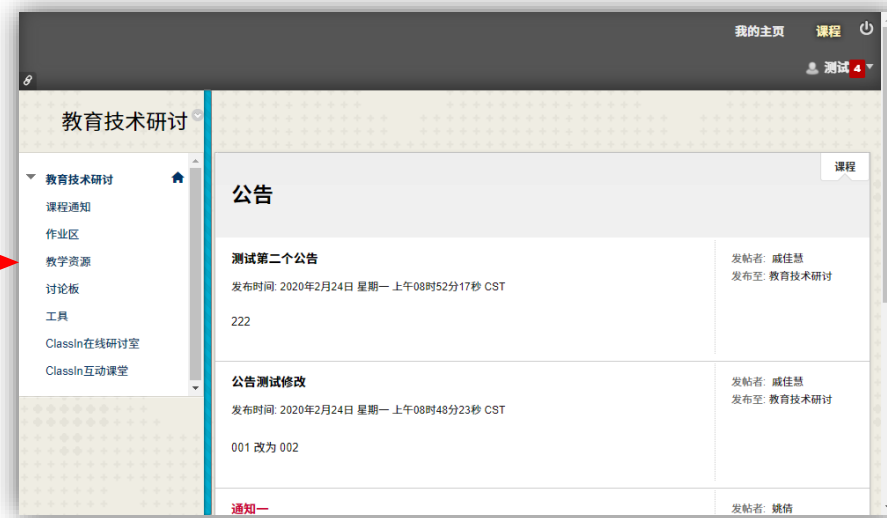 我的主页 课程
测试 4
教育技术研讨
课程
教育技术研讨
课程通知
作业区
教学资源
讨论板
工具
ClassIn在线研讨室
ClassIn互动课堂
公告
测试第二个公告
发布时间: 2020年2月24日 星期一 上午08时52分17秒 CST
222
发帖者: 戚佳慧
发布至: 教育技术研讨
公告测试修改
发布时间: 2020年2月24日 星期一 上午08时48分23秒 CST
001 改为 002
发帖者: 戚佳慧
发布至: 教育技术研讨
通知一
发帖者: 姚倩